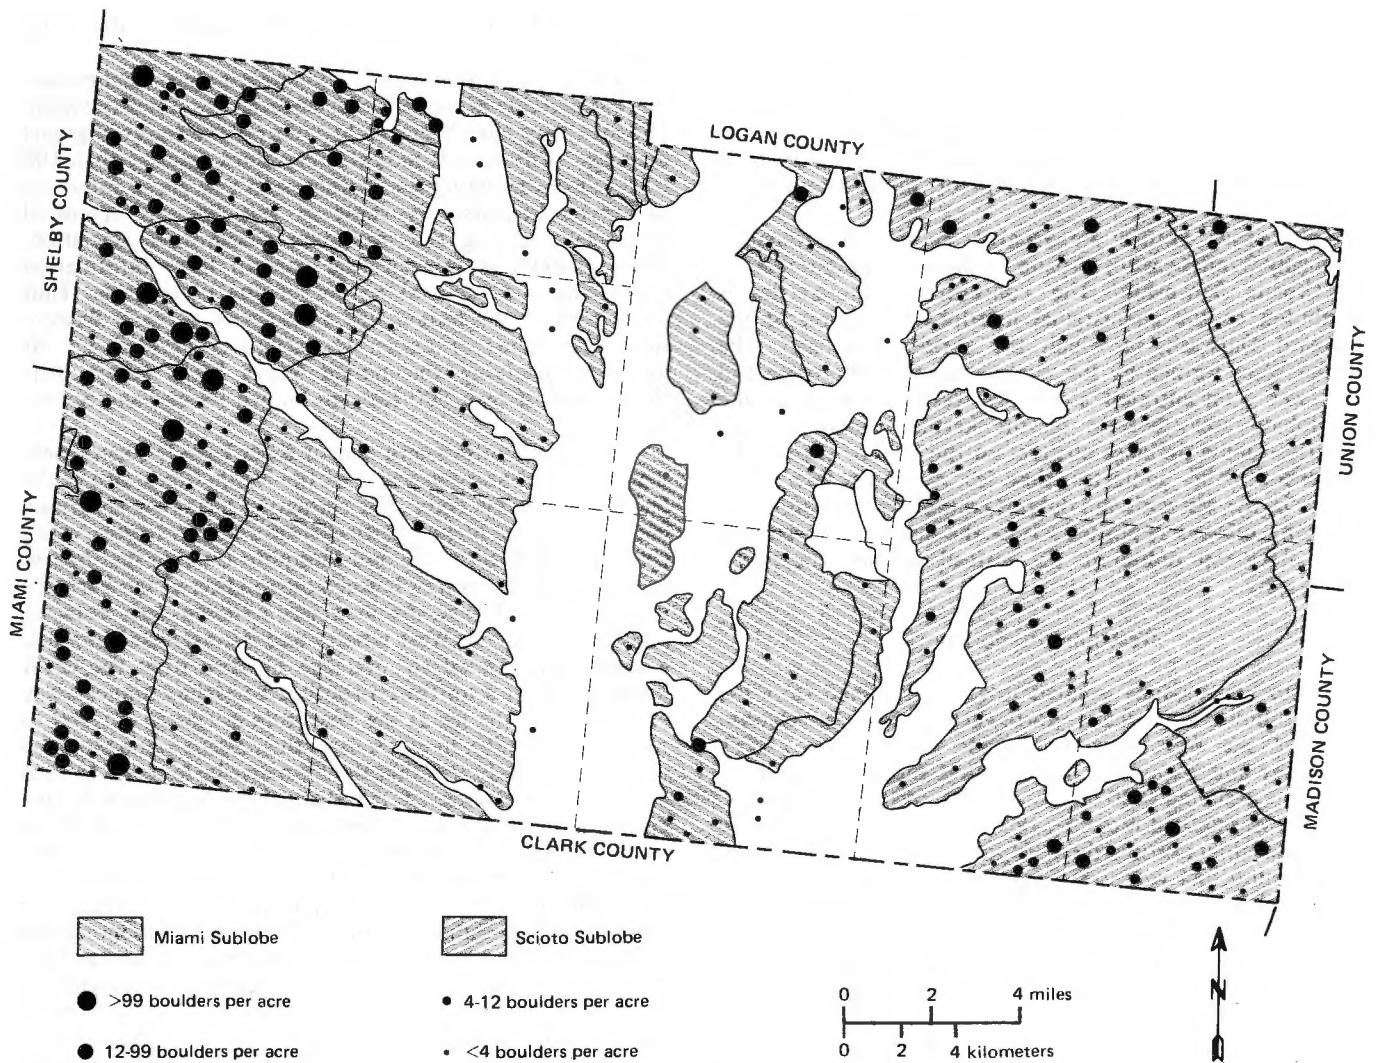 LOGAN COUNTY
SHELBY COUNTY
UNION COUNTY
MIAMI COUNTY
MADISON COUNTY
CLARK COUNTY
Miami Sublobe
Scioto Sublobe
>99 boulders per acre
4-12 boulders per acre
12-99 boulders per acre
<4 boulders per acre
0 2 4 miles
0 2 4 kilometers
N